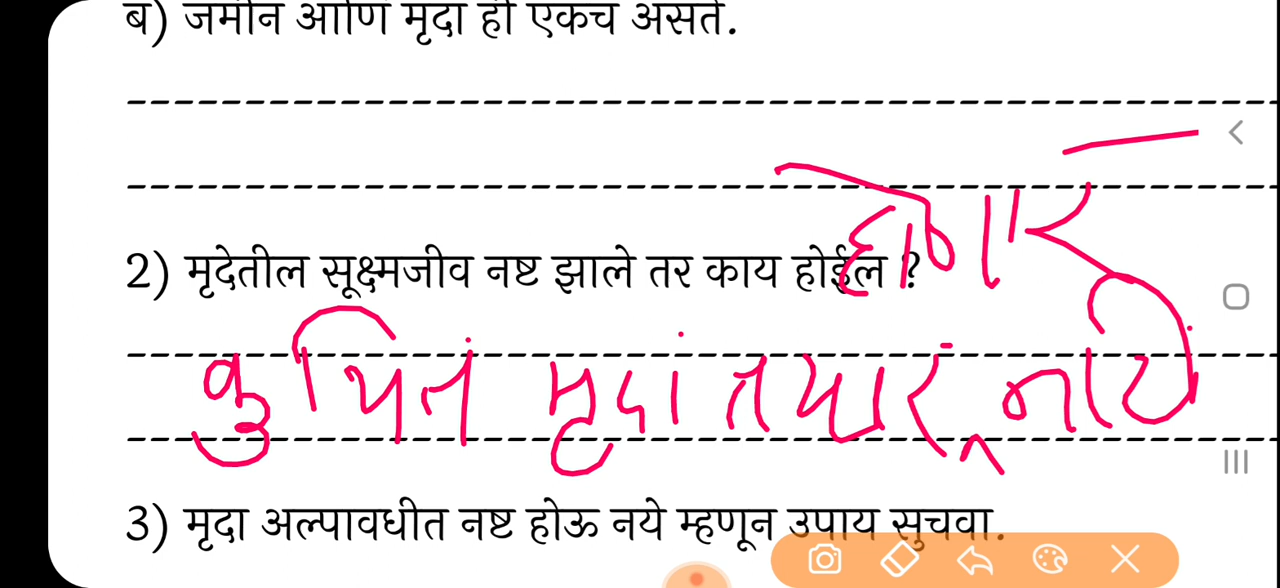 ब) जमीन आणि मृदा ही एकच असते.
2) मृदेतील सूक्ष्मजीव नष्ट झाले तर काय होईल ?
होणार
कुथित मृदा तयार नाही
3) मृदा अल्पावधीत नष्ट होऊ नये म्हणून उपाय सुचवा.